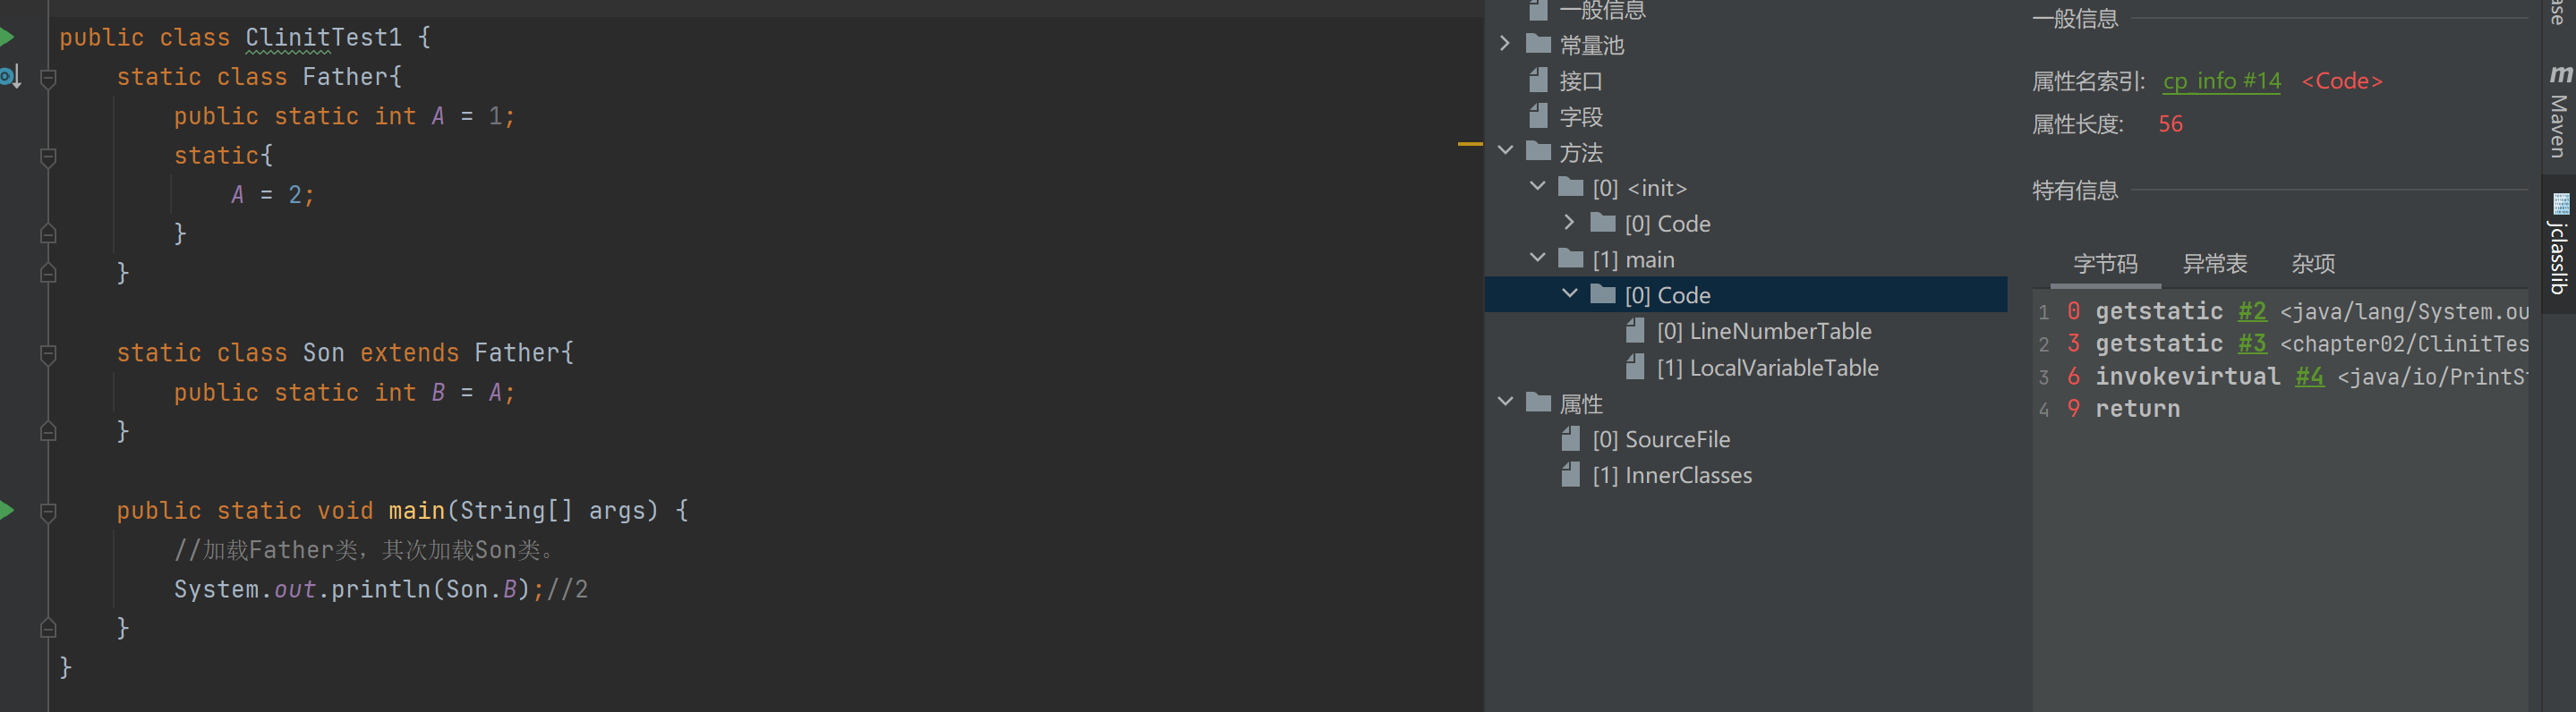 public class ClinitTest1 {
static class Father{
public static int A = 1;
static{
A = 2;
}
}
static class Son extends Father{
public static int B = A;
}
public static void main(String[] args) {
//加载Father类，其次加载Son类。
System.out.println(Son.B);//2
}
}
一般信息
常量池
接口
字段
方法
[0] <init>
[0] Code
[1] main
[0] Code
[0] LineNumberTable
[1] LocalVariableTable
属性
[0] SourceFile
[1] InnerClasses
一般信息
属性名索引: cp_info #14 <Code>
属性长度: 56
特有信息
字节码 异常表 杂项
1 0 getstatic #2 <java/lang/System.ou
2 3 getstatic #3 <chapter02/ClinitTes
3 6 invokevirtual #4 <java/io/PrintSt
4 9 return
ase
m Maven
jclasslib